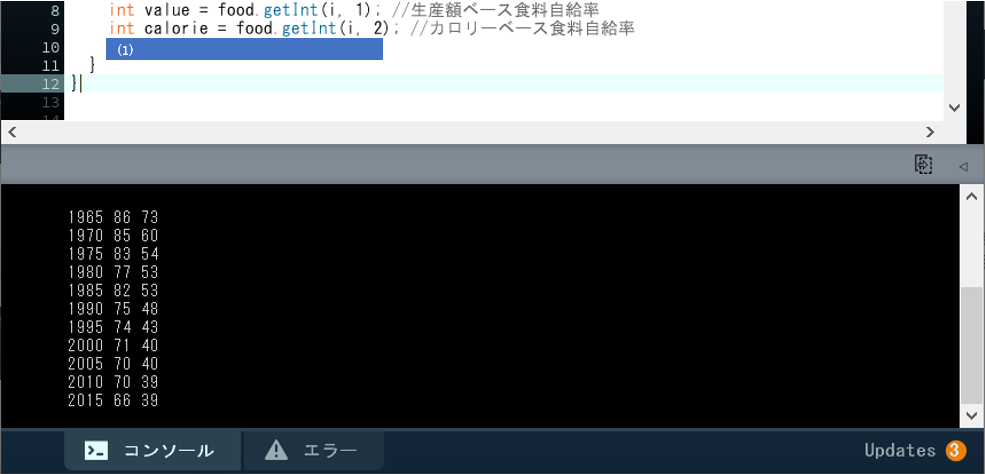 8 int value = food.getInt(i, 1); //生産額ベース食料自給率
9 int calorie = food.getInt(i, 2); //カロリーベース食料自給率
10 (1)
11 }
12 }
13
14
1965 86 73
1970 85 60
1975 83 54
1980 77 53
1985 82 53
1990 75 48
1995 74 43
2000 71 40
2005 70 40
2010 70 39
2015 66 39
コンソール エラー Updates 3